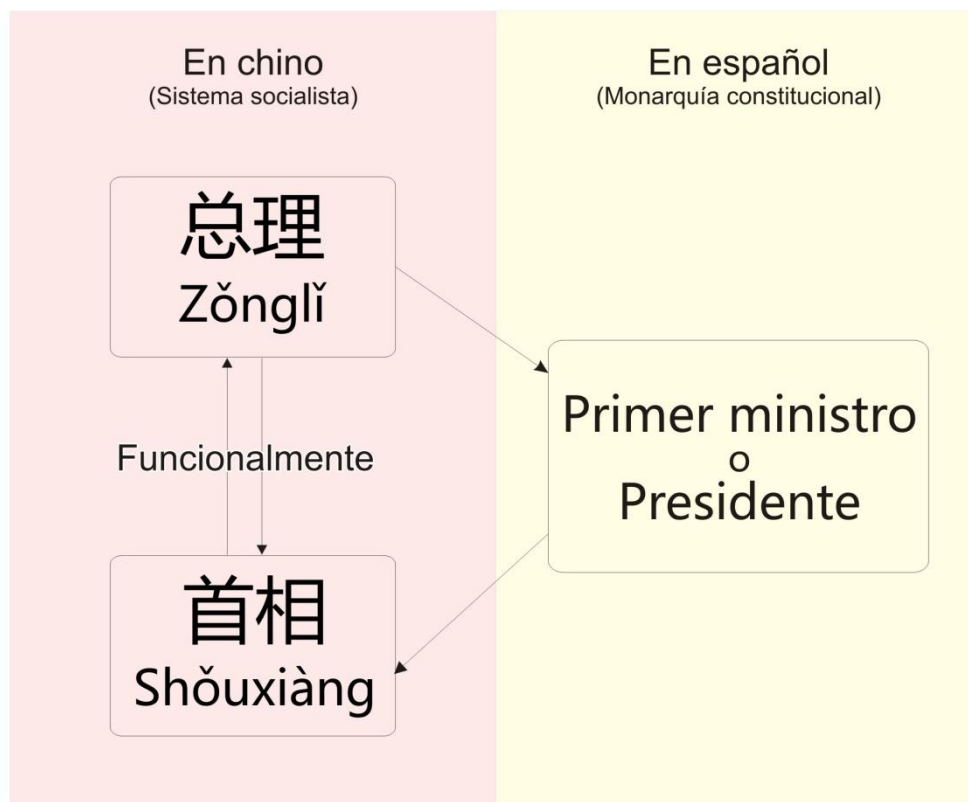 En chino
(Sistema socialista)
总理
Zǒnglǐ
Funcionalmente
首相
Shǒuxiàng
En español
(Monarquía constitucional)
Primer ministro
o
Presidente